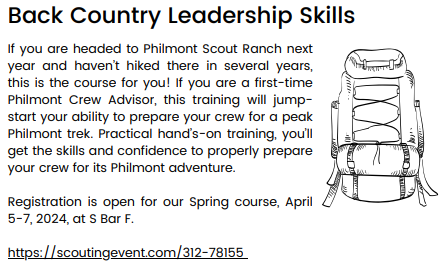 Back Country Leadership Skills
If you are headed to Philmont Scout Ranch next
year and haven't hiked there in several years,
this is the course for you! If you are a first-time
Philmont Crew Advisor, this training will jump-
start your ability to prepare your crew for a peak
Philmont trek. Practical hand's-on training, you'll
get the skills and confidence to properly prepare
your crew for its Philmont adventure.
Registration is open for our Spring course, April
5-7, 2024, at S Bar F.
https://scoutingevent.com/312-78155